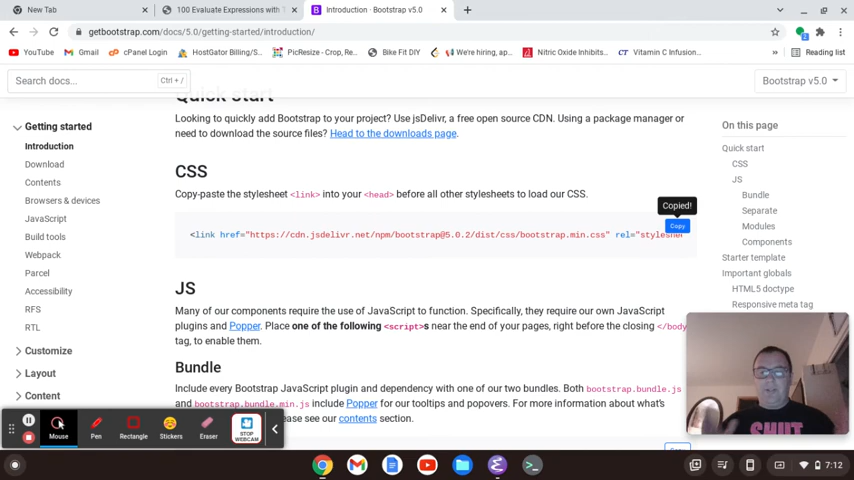 New Tab
100 Evaluate Expressions with T
Introduction · Bootstrap v5.0
getbootstrap.com/docs/5.0/getting-started/introduction/
YouTube
Gmail
cPanel Login
HostGator Billing/S...
PicResize - Crop, Re...
Bike Fit DIY
We're hiring, ap...
Nitric Oxide Inhibits...
CT Vitamin C Infusion...
Reading list
Search docs...
Ctrl + /
Bootstrap v5.0
Getting started
Introduction
Download
Contents
Browsers & devices
JavaScript
Build tools
Webpack
Parcel
Accessibility
RFS
RTL
Customize
Layout
Content
Quick start
Looking to quickly add Bootstrap to your project? Use jsDelivr, a free open source CDN. Using a package manager or
need to download the source files? Head to the downloads page.
CSS
Copy-paste the stylesheet <link> into your <head> before all other stylesheets to load our CSS.
Copied!
Copy
<link href="https://cdn.jsdelivr.net/npm/bootstrap@5.0.2/dist/css/bootstrap.min.css" rel="styleshe
JS
Many of our components require the use of JavaScript to function. Specifically, they require our own JavaScript
plugins and Popper. Place one of the following <script>s near the end of your pages, right before the closing </body
tag, to enable them.
Bundle
Include every Bootstrap JavaScript plugin and dependency with one of our two bundles. Both bootstrap.bundle.js
and bootstrap.bundle.min.js include Popper for our tooltips and popovers. For more information about what's
ease see our contents section.
On this page
Quick start
CSS
JS
Bundle
Separate
Modules
Components
Starter template
Important globals
HTML5 doctype
Responsive meta tag
Mouse
Pen
Rectangle
Stickers
Eraser
STOP
WEBCAM
7:12